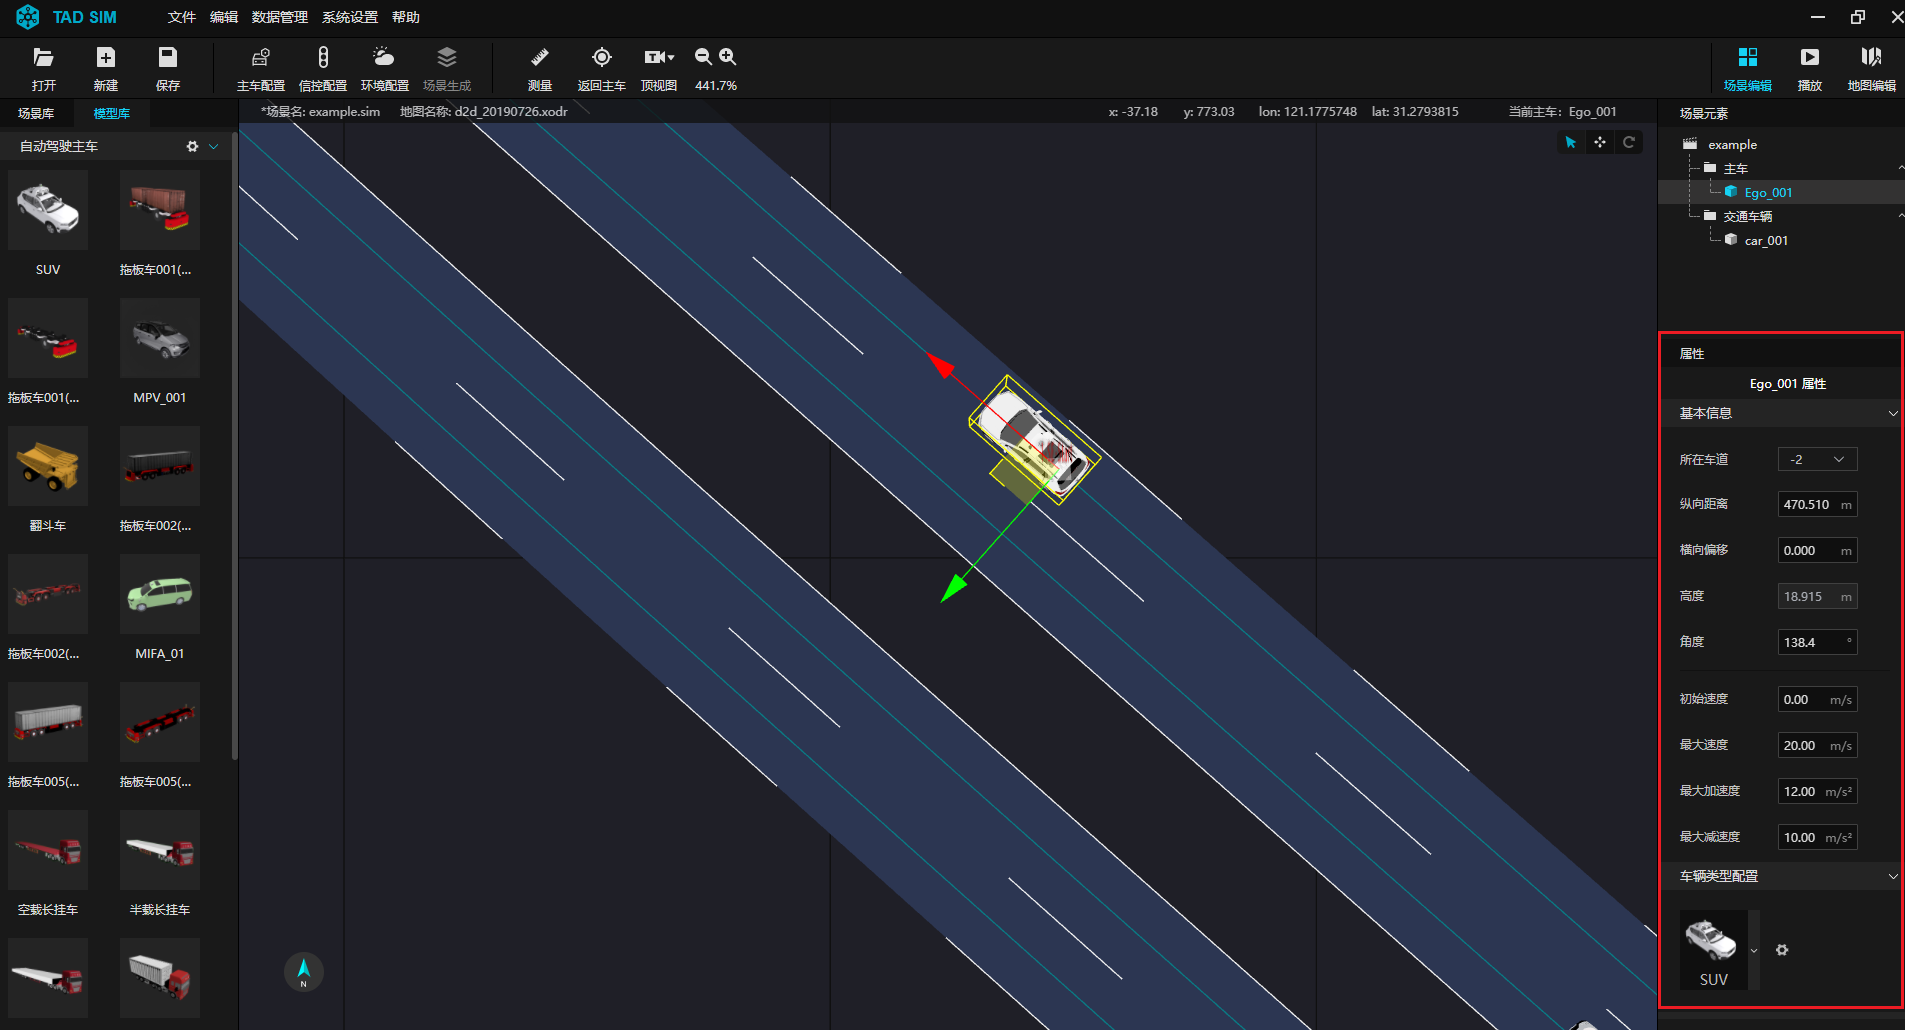 TAD SIM 文件 编辑 数据管理 系统设置 帮助
打开 新建 保存 主车配置 信控配置 环境配置 场景生成 测量 返回主车 顶视图 441.7% 场景编辑 播放 地图编辑
场景库 模型库
*场景名: example.sim 地图名称: d2d_20190726.xodr x: -37.18 y: 773.03 lon: 121.1775748 lat: 31.2793815 当前主车: Ego_001
自动驾驶主车
SUV 拖板车001(...
拖板车001(... MPV_001
翻斗车 拖板车002(...
拖板车002(... MIFA_01
拖板车005(... 拖板车005(...
空载长挂车 半载长挂车
N
场景元素
example
主车
Ego_001
交通车辆
car_001
属性
Ego_001 属性
基本信息
所在车道 -2
纵向距离 470.510 m
横向偏移 0.000 m
高度 18.915 m
角度 138.4 °
初始速度 0.00 m/s
最大速度 20.00 m/s
最大加速度 12.00 m/s²
最大减速度 10.00 m/s²
车辆类型配置
SUV